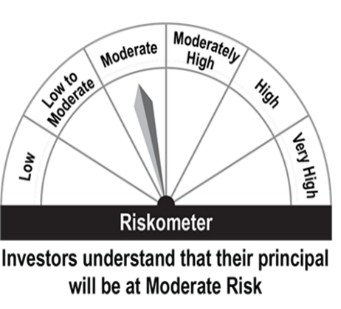 Low
Low to
Moderate
Moderate
Moderately
High
High
Very High
Riskometer
Investors understand that their principal
will be at Moderate Risk